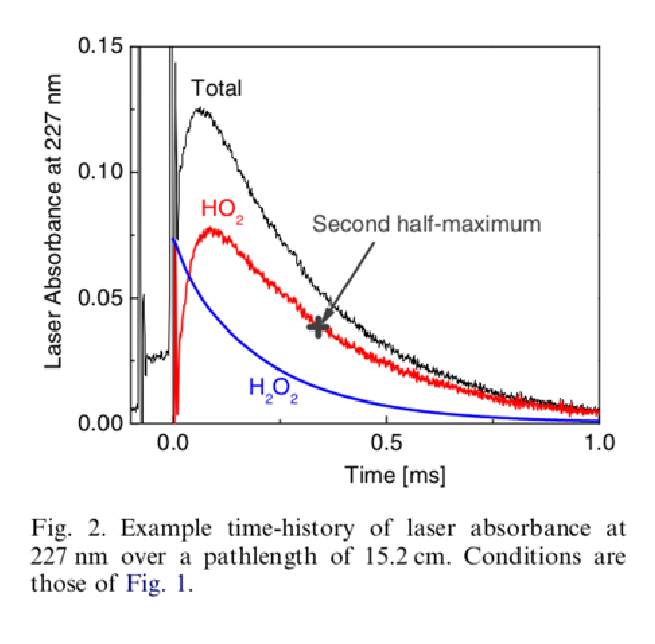 0.15
0.10
0.05
0.00
Laser Absorbance at 227 nm
Total
HO2
Second half-maximum
H2O2
0.0 0.5 1.0
Time [ms]
Fig. 2. Example time-history of laser absorbance at
227 nm over a pathlength of 15.2 cm. Conditions are
those of Fig. 1.